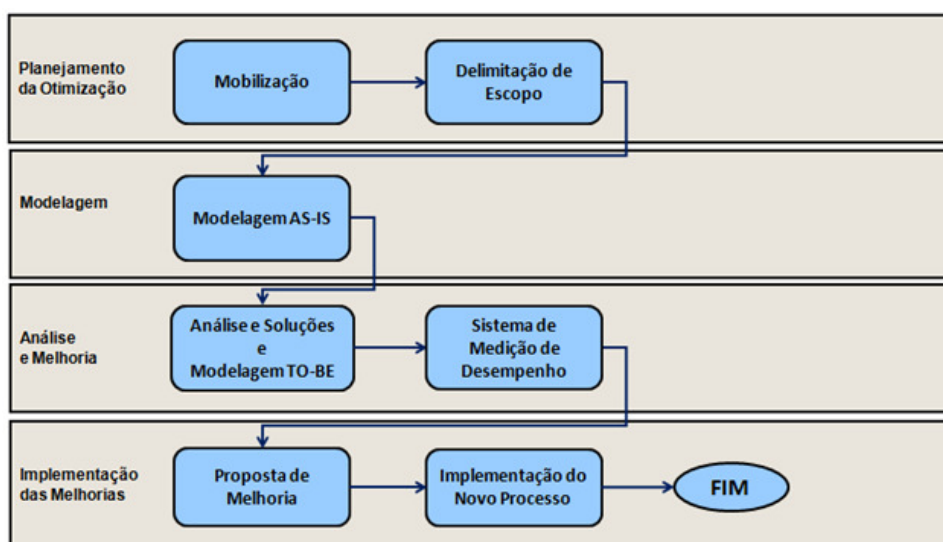 Planejamento
da Otimização
Mobilização
Delimitação de
Escopo
Modelagem
Modelagem AS-IS
Análise
e Melhoria
Análise e Soluções
e
Modelagem TO-BE
Sistema de
Medição de
Desempenho
Implementação
das Melhorias
Proposta de
Melhoria
Implementação do
Novo Processo
FIM